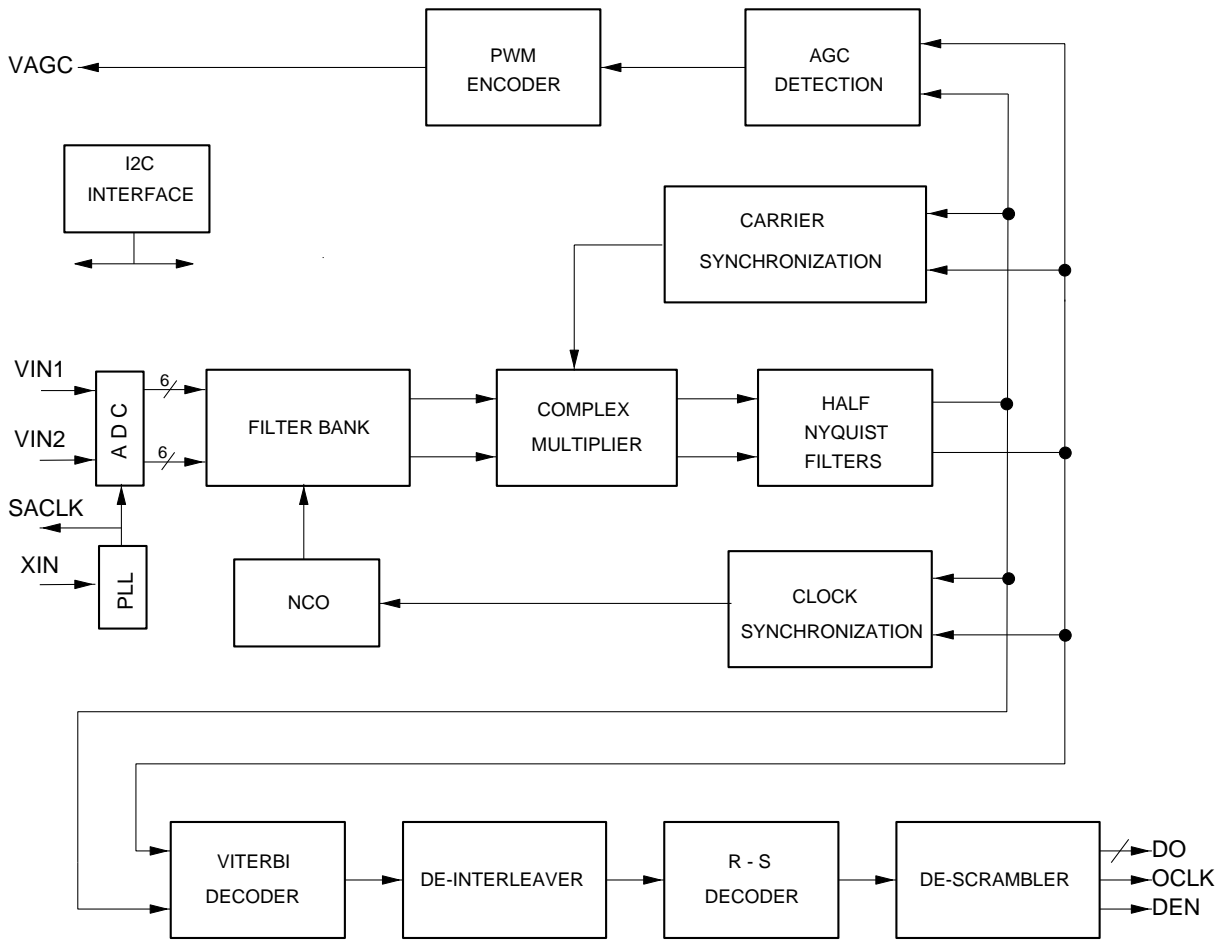 VAGC
PWM
ENCODER
AGC
DETECTION
I2C
INTERFACE
CARRIER
SYNCHRONIZATION
VIN1
VIN2
SACLK
XIN
A D C
PLL
6
6
FILTER BANK
COMPLEX
MULTIPLIER
HALF
NYQUIST
FILTERS
NCO
CLOCK
SYNCHRONIZATION
VITERBI
DECODER
DE-INTERLEAVER
R - S
DECODER
DE-SCRAMBLER
DO
OCLK
DEN